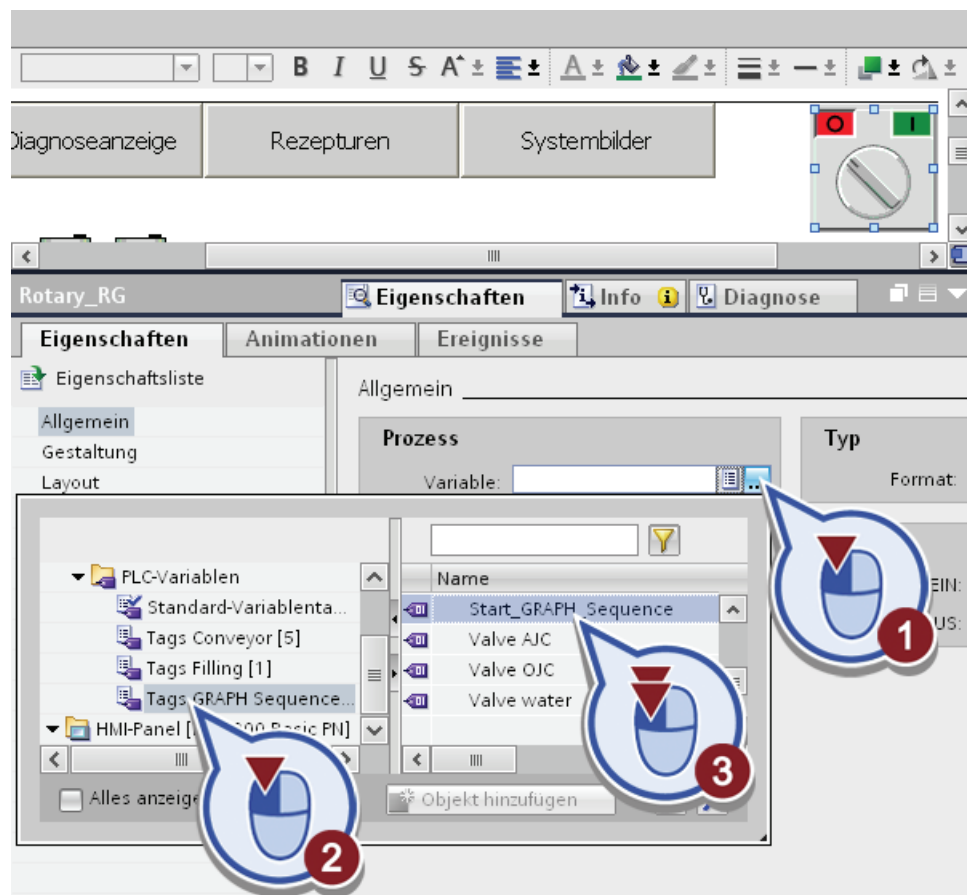 B I U S A A
Diagnoseanzeige Rezepturen Systembilder O I
Rotary_RG Eigenschaften Info Diagnose
Eigenschaften Animationen Ereignisse
Eigenschaftsliste
Allgemein
Allgemein
Gestaltung
Layout
Prozess
Variable:
Typ
Format:
EIN:
US:
PLC-Variablen
Standard-Variablenta...
Tags Conveyor [5]
Tags Filling [1]
Tags GRAPH Sequence...
HMI-Panel [ 000 Basic PN]
Alles anzeige
Name
Start_GRAPH_Sequence
Valve AJC
Valve OJC
Valve water
Objekt hinzufügen
1
2
3